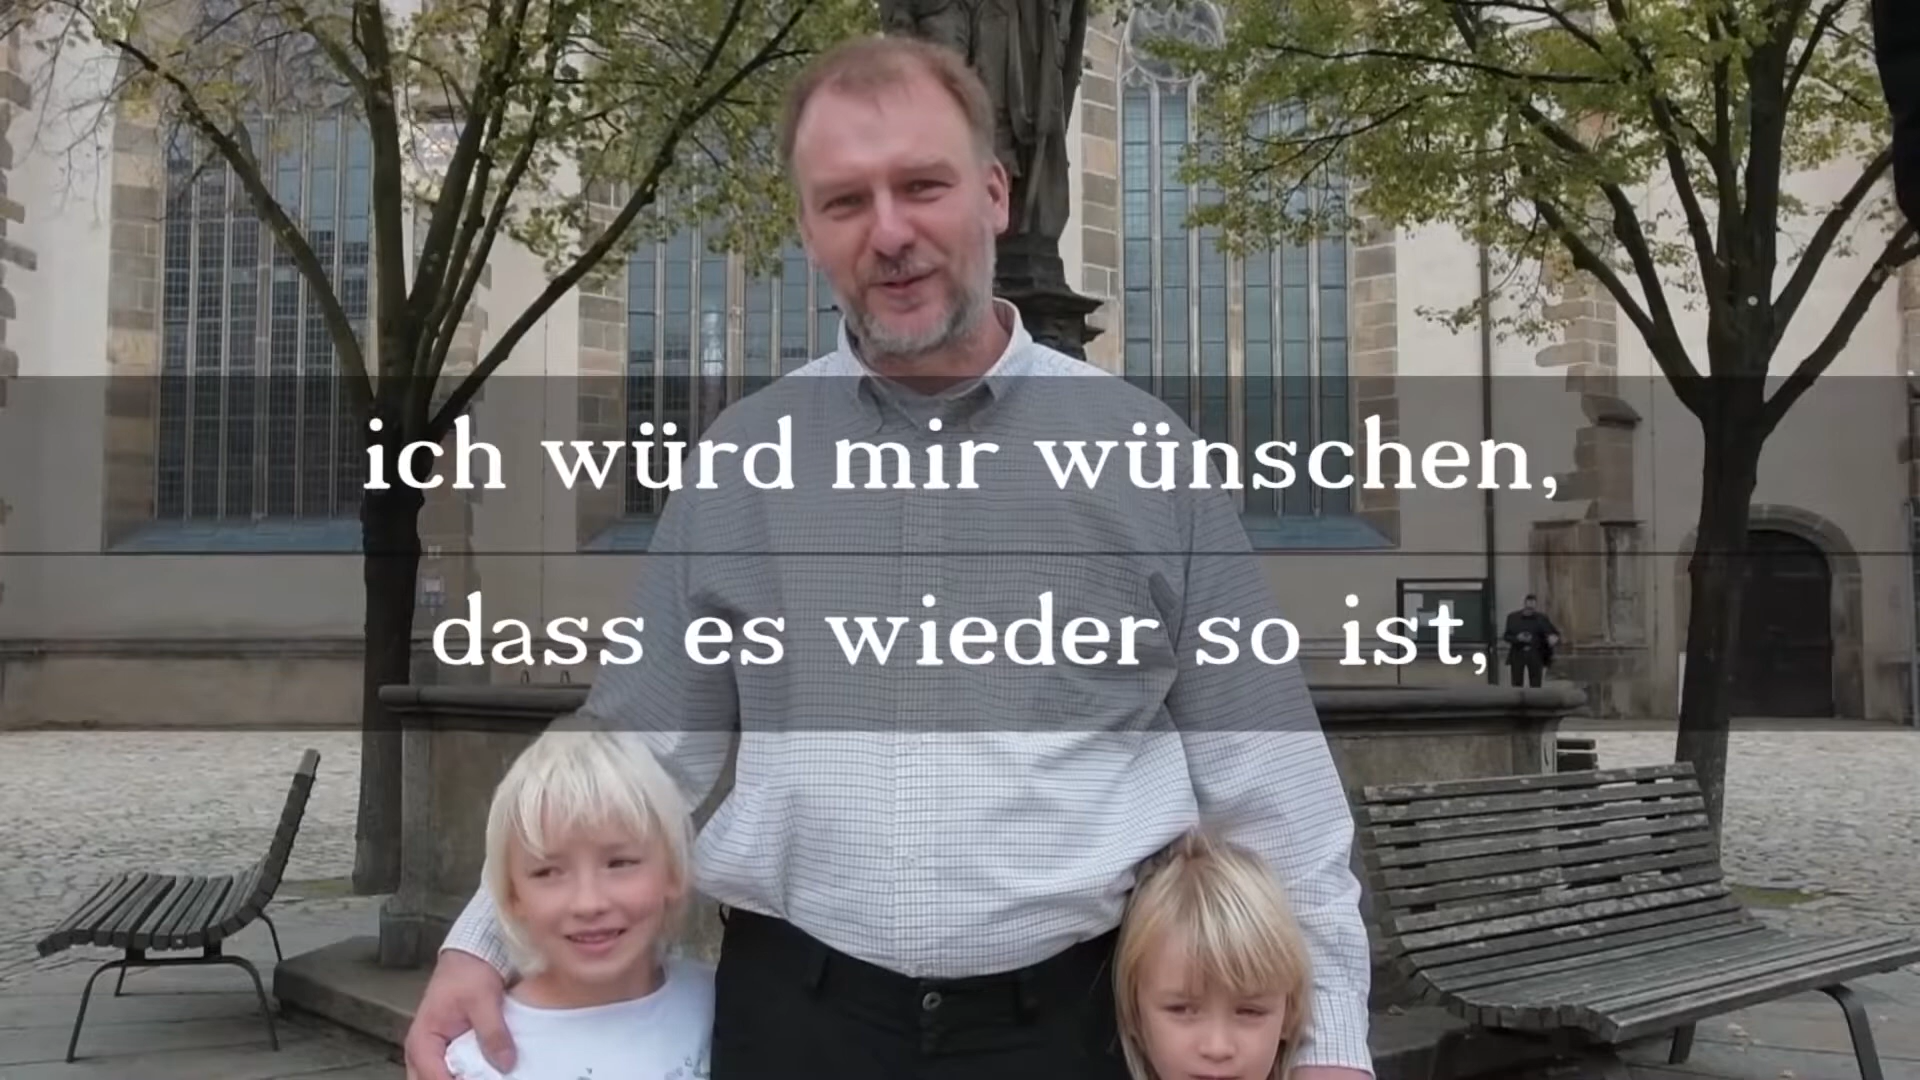 ich würd mir wünschen,
dass es wieder so ist,